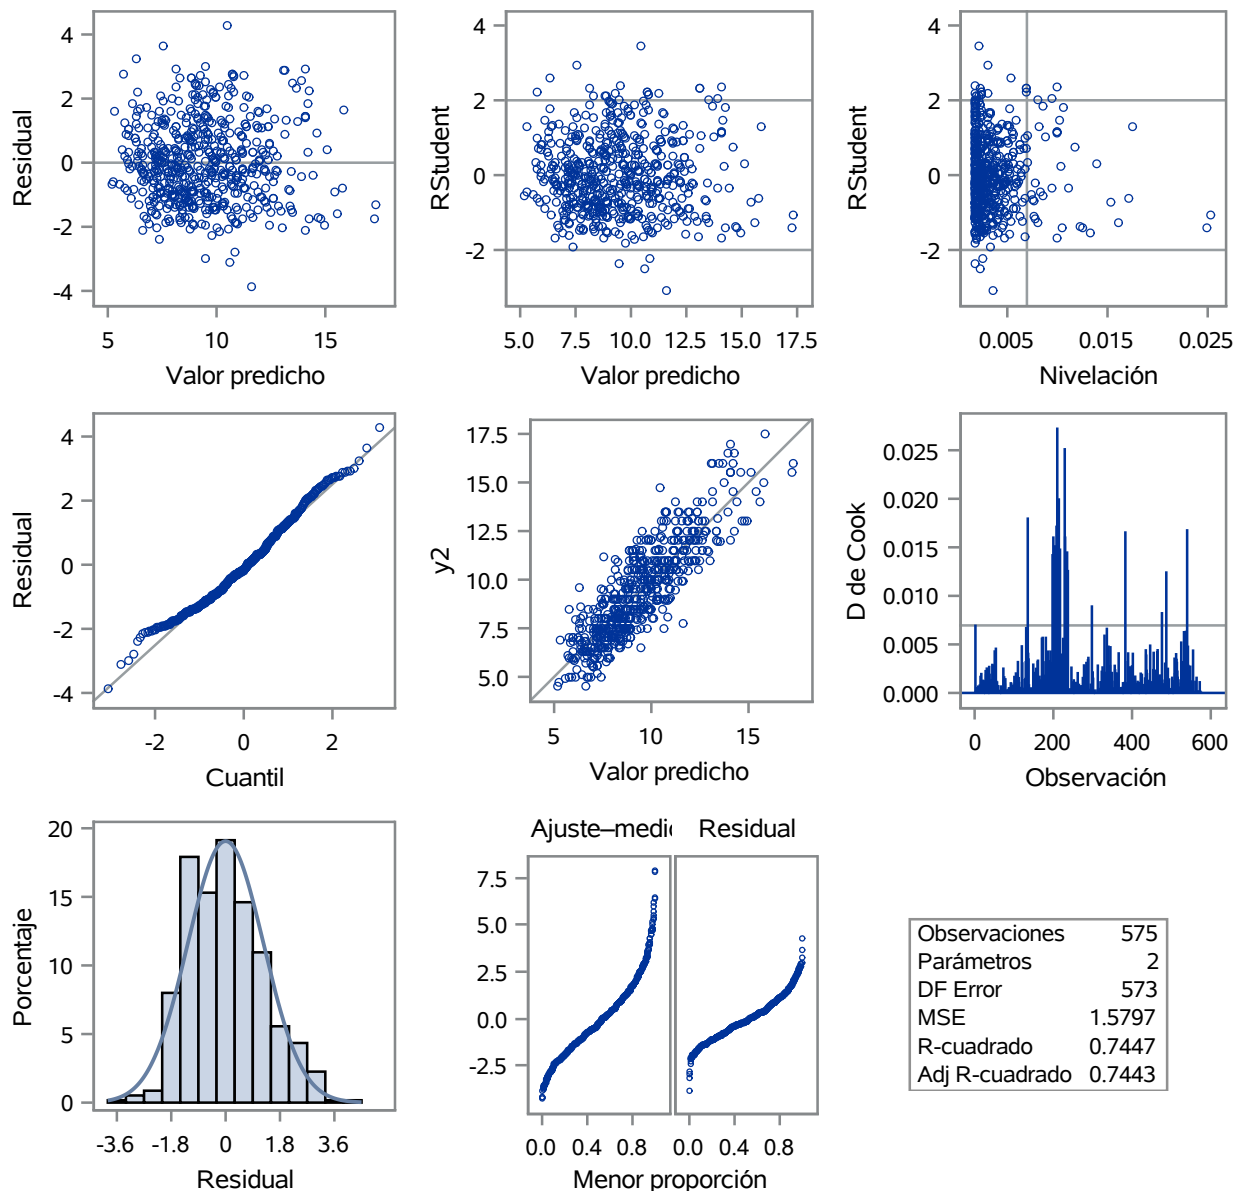 4
2
0
-2
-4
Residual
5
10
15
Valor predicho
4
2
0
-2
RStudent
5.0
7.5
10.0
12.5
15.0
17.5
Valor predicho
4
2
0
-2
RStudent
0.005
0.015
0.025
Nivelación
4
2
0
-2
-4
Residual
-2
0
2
Cuantil
17.5
15.0
12.5
10.0
7.5
5.0
y2
5
10
15
Valor predicho
0.025
0.020
0.015
0.010
0.005
0.000
D de Cook
0
200
400
600
Observación
20
15
10
5
0
Porcentaje
-3.6
-1.8
0
1.8
3.6
Residual
Ajuste–medi
Residual
7.5
5.0
2.5
0.0
-2.5
0.0 0.4 0.8
0.0 0.4 0.8
Menor proporción
Observaciones 575
Parámetros 2
DF Error 573
MSE 1.5797
R-cuadrado 0.7447
Adj R-cuadrado 0.7443